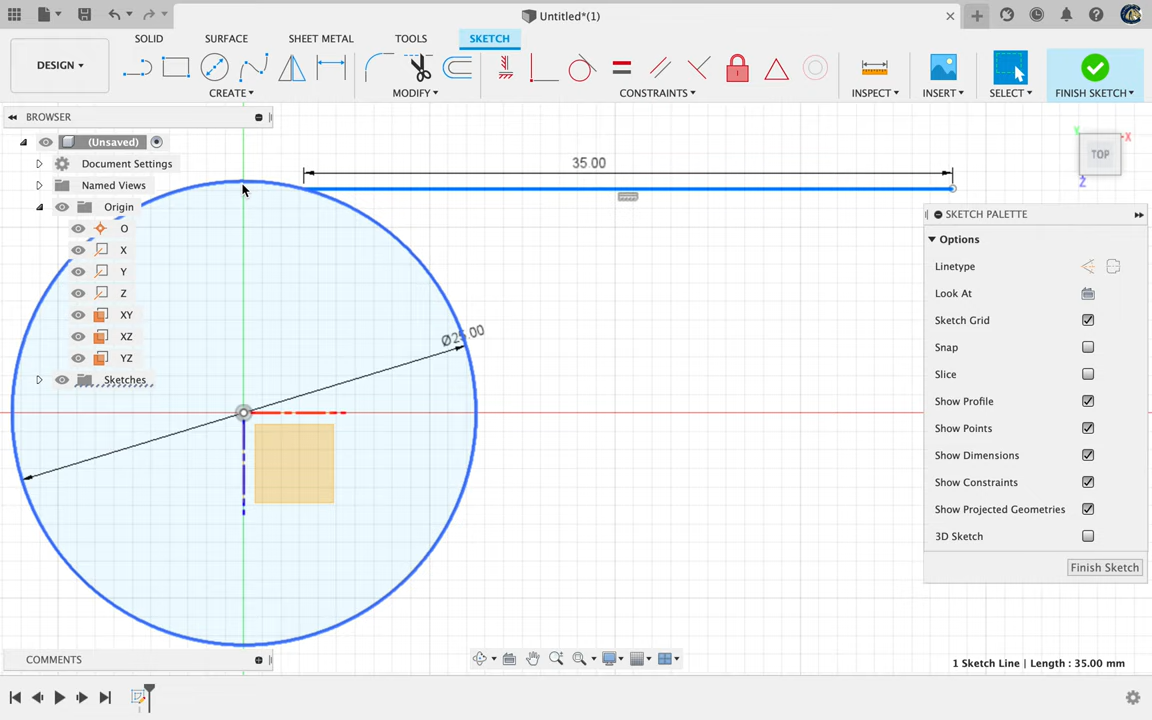 Untitled*(1)
SOLID SURFACE SHEET METAL TOOLS SKETCH
DESIGN ▾
CREATE ▾ MODIFY ▾ CONSTRAINTS ▾ INSPECT ▾ INSERT ▾ SELECT ▾ FINISH SKETCH ▾
BROWSER
(Unsaved)
Document Settings
Named Views
Origin
O
X
Y
Z
XY
XZ
YZ
Sketches
35.00
Ø25.00
Y
X
TOP
Z
SKETCH PALETTE
Options
Linetype
Look At
Sketch Grid
Snap
Slice
Show Profile
Show Points
Show Dimensions
Show Constraints
Show Projected Geometries
3D Sketch
Finish Sketch
COMMENTS
1 Sketch Line | Length : 35.00 mm